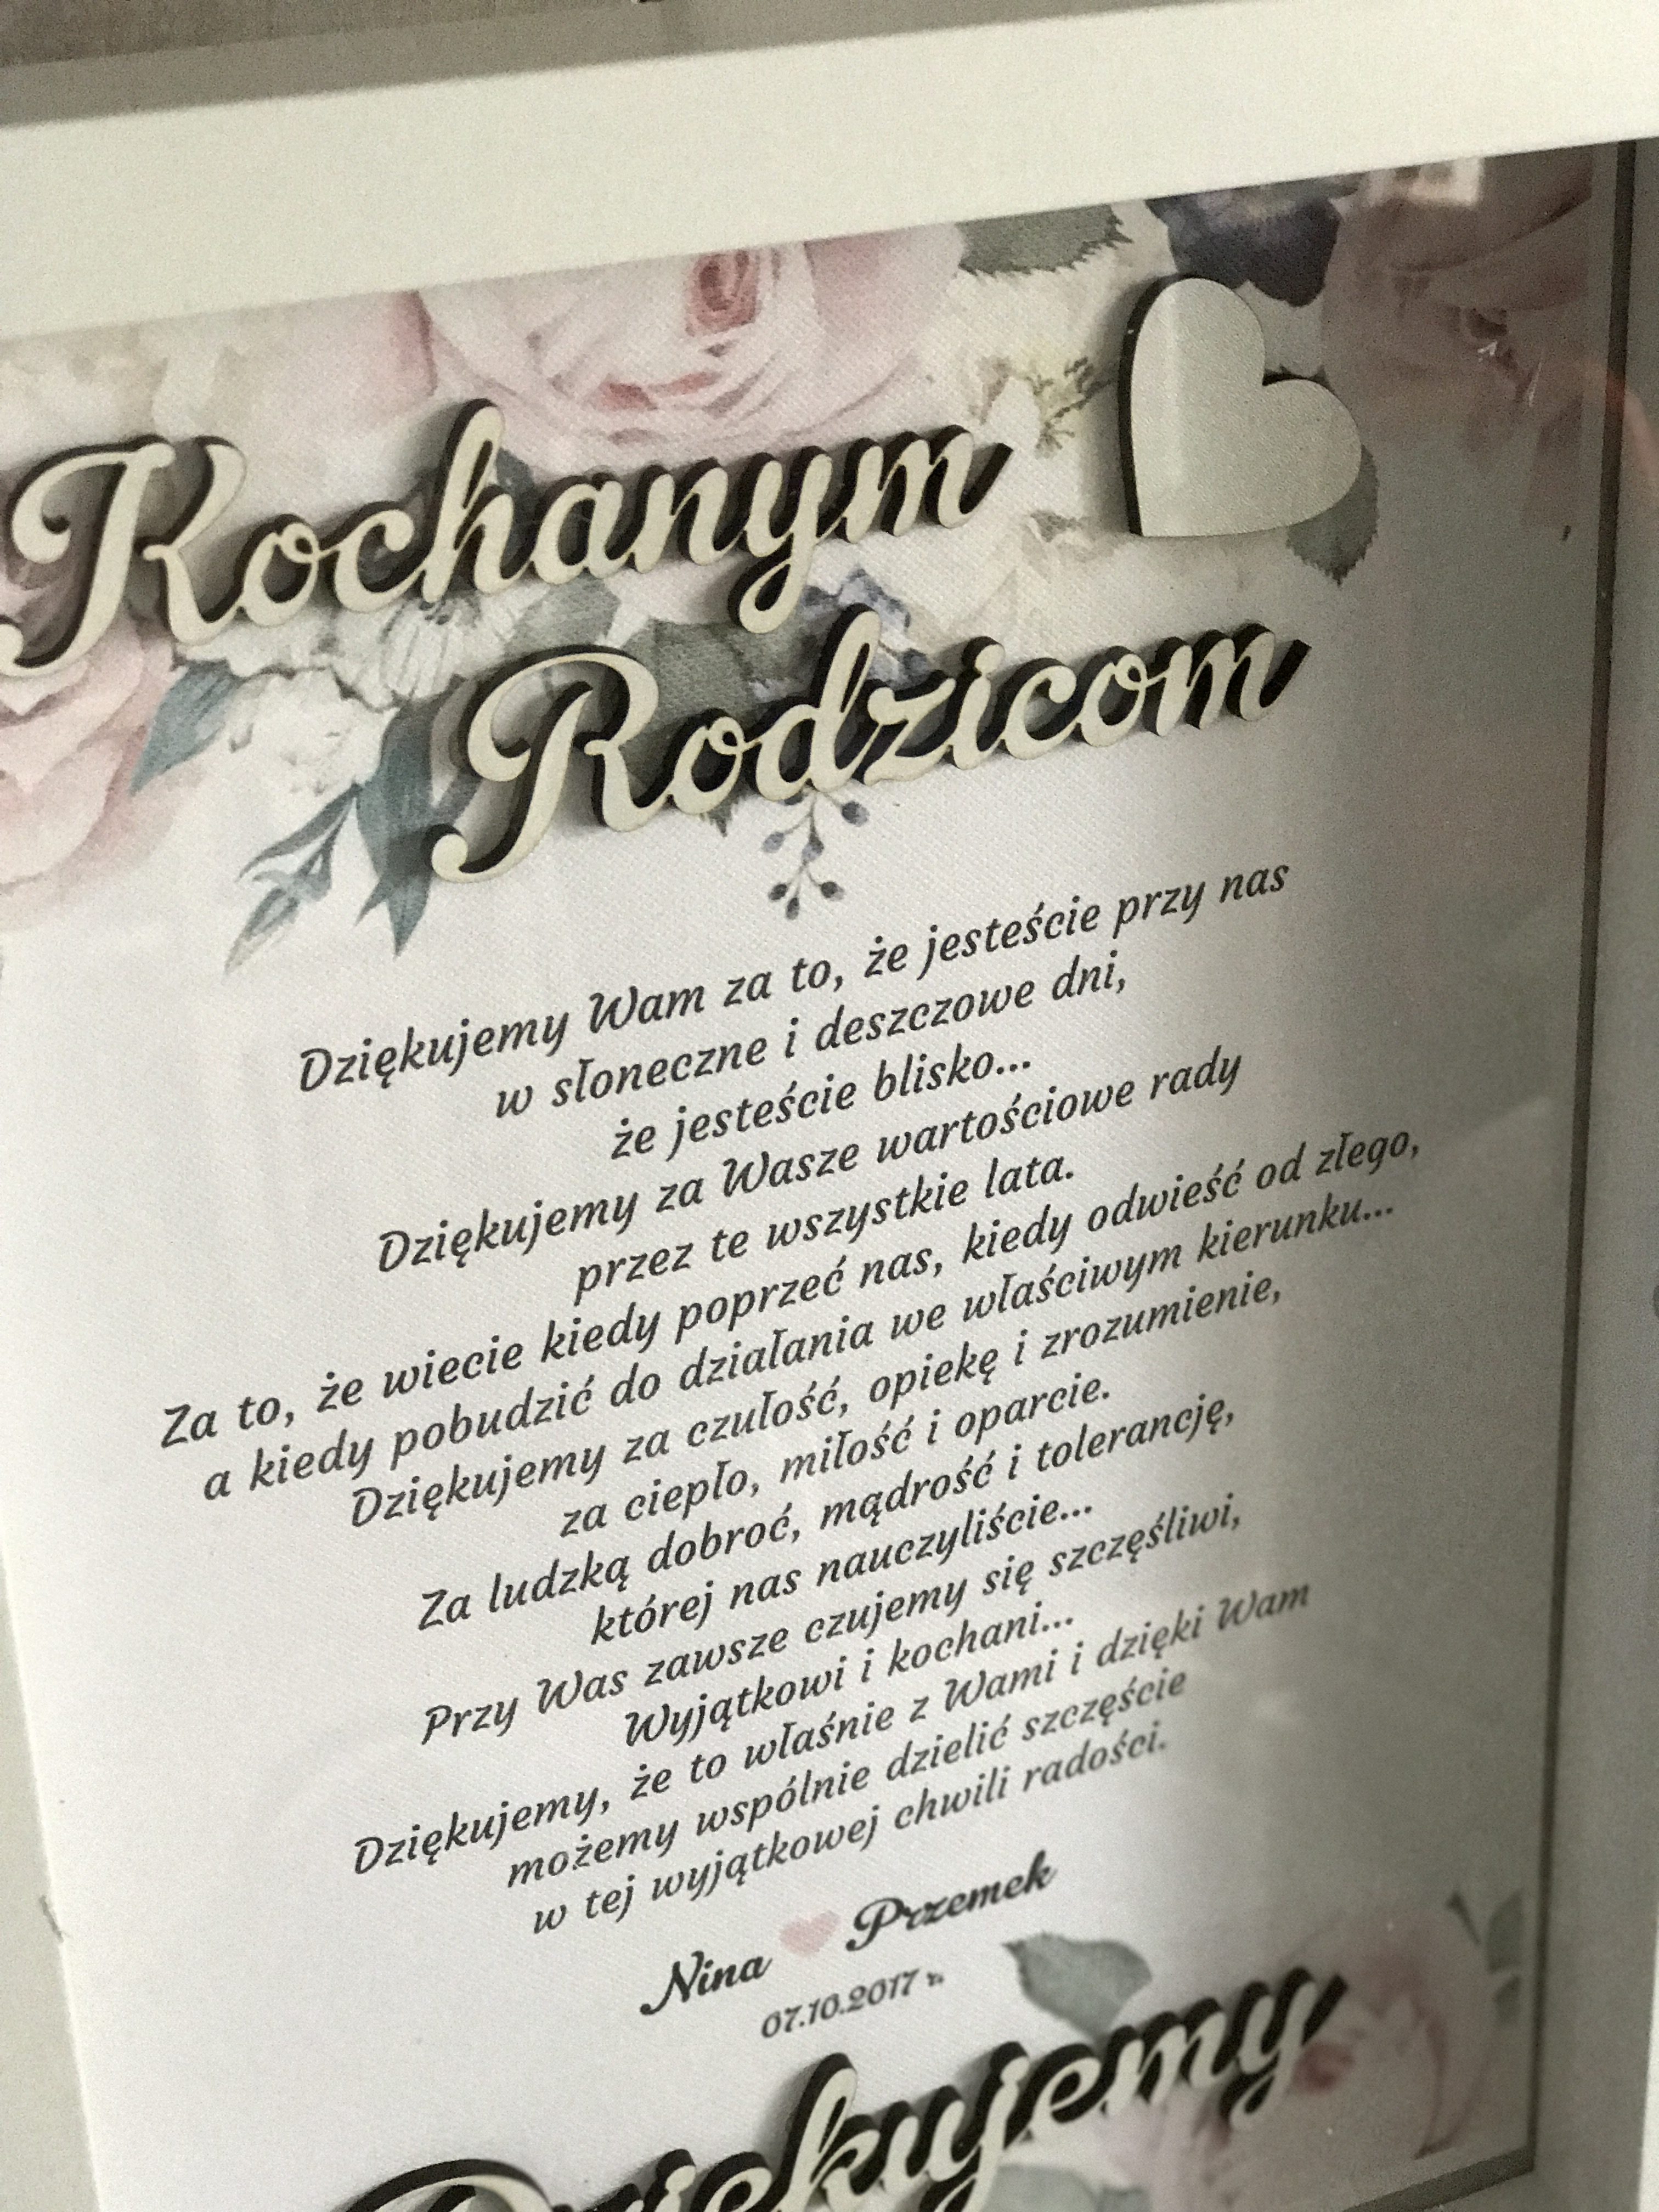 Kochanym
Rodzicom
Dziękujemy Wam za to, że jesteście przy nas
w słoneczne i deszczowe dni,
że jesteście blisko...
Dziękujemy za Wasze wartościowe rady
przez te wszystkie lata.
Za to, że wiecie kiedy poprzeć nas, kiedy odwieść od złego,
a kiedy pobudzić do działania we właściwym kierunku...
Dziękujemy za czułość, opiekę i zrozumienie,
za ciepło, miłość i oparcie.
Za ludzką dobroć, mądrość i tolerancję,
której nas nauczyliście...
Przy Was zawsze czujemy się szczęśliwi,
Wyjątkowi i kochani...
Dziękujemy, że to właśnie z Wami i dzięki Wam
możemy wspólnie dzielić szczęście
w tej wyjątkowej chwili radości.
Nina Przemek
07.10.2017 r.
Dziękujemy